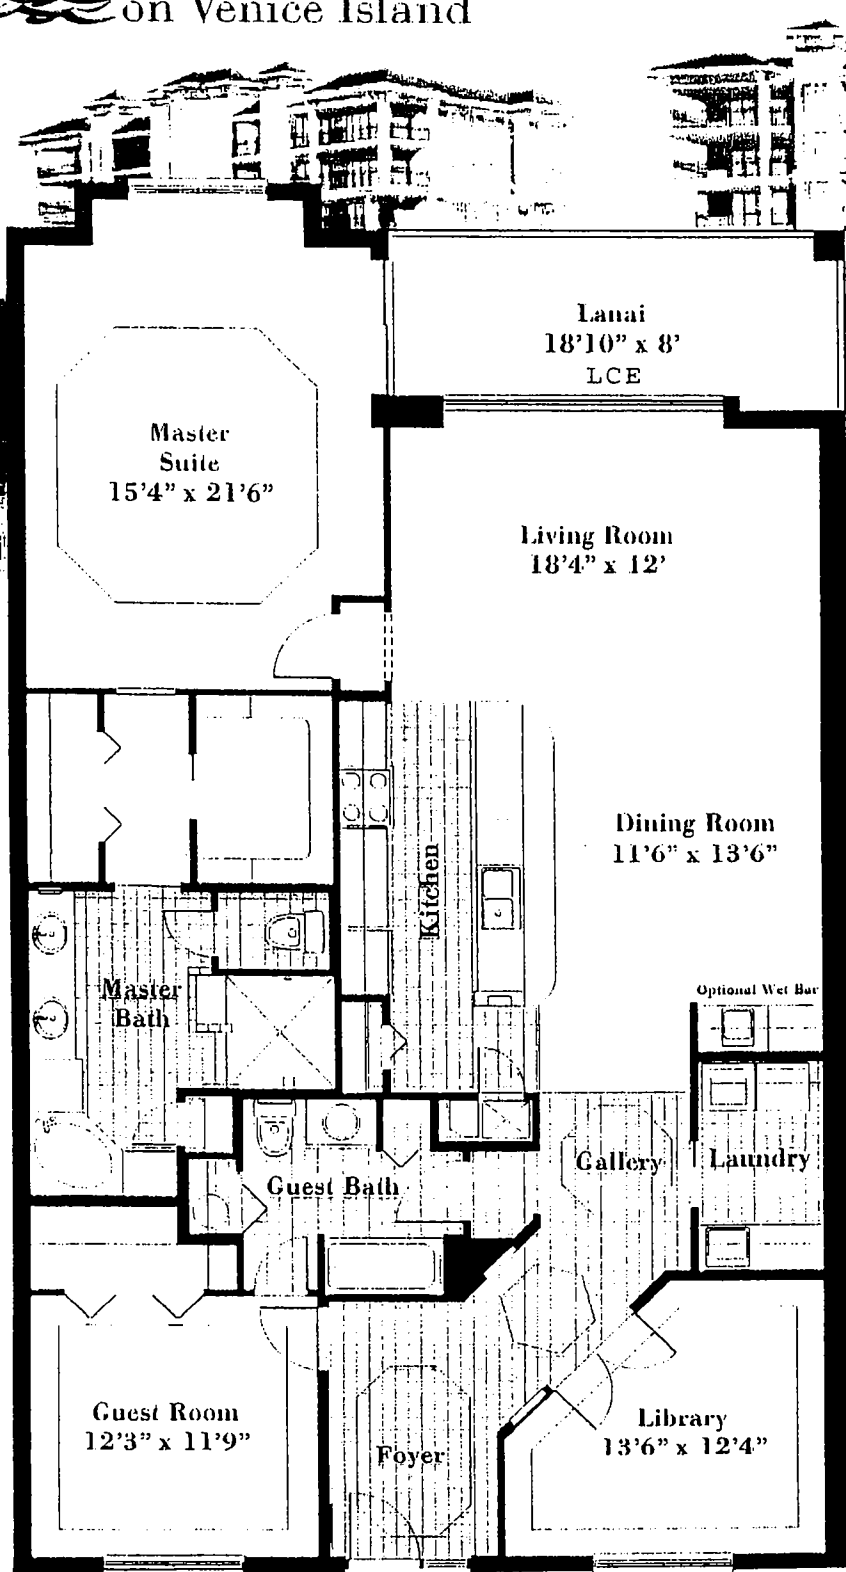 on Venice Island
Lanai
18'10" x 8'
LCE
Master
Suite
15'4" x 21'6"
Living Room
18'4" x 12'
Dining Room
11'6" x 13'6"
Kitchen
Optional Wet Bar
Master
Bath
Gallery
Laundry
Guest Bath
Guest Room
12'3" x 11'9"
Foyer
Library
13'6" x 12'4"